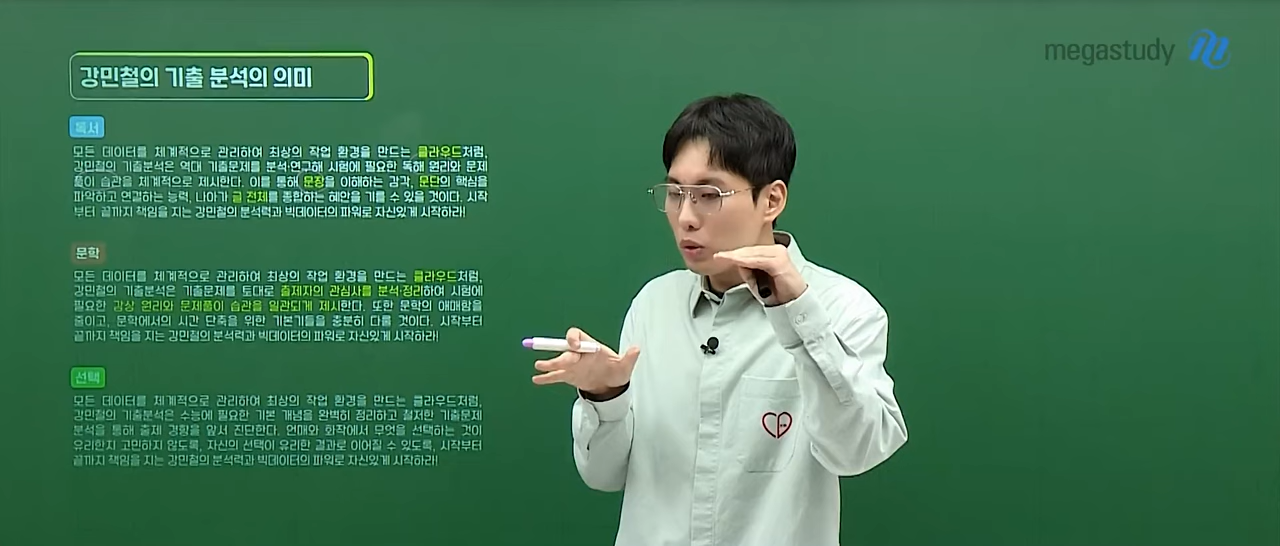 megastudy
강민철의 기출 분석의 의미
독서
모든 데이터를 체계적으로 관리하여 최상의 작업 환경을 만드는 클라우드처럼,
강민철의 기출분석은 역대 기출문제를 분석·연구해 시험에 필요한 독해 원리와 문제
풀이 습관을 체계적으로 제시한다. 이를 통해 문장을 이해하는 감각, 문단의 핵심을
파악하고 연결하는 능력, 나아가 글 전체를 종합하는 혜안을 기를 수 있을 것이다. 시작
부터 끝까지 책임을 지는 강민철의 분석력과 빅데이터의 파워로 자신있게 시작하라!
문학
모든 데이터를 체계적으로 관리하여 최상의 작업 환경을 만드는 클라우드처럼,
강민철의 기출분석은 기출문제를 토대로 출제자의 관심사를 분석·정리하여 시험에
필요한 감상 원리와 문제풀이 습관을 일관되게 제시한다. 또한 문학의 애매함을
줄이고, 문학에서의 시간 단축을 위한 기본기들을 충분히 다룰 것이다. 시작부터
끝까지 책임을 지는 강민철의 분석력과 빅데이터의 파워로 자신있게 시작하라!
선택
모든 데이터를 체계적으로 관리하여 최상의 작업 환경을 만드는 클라우드처럼,
강민철의 기출분석은 수능에 필요한 기본 개념을 완벽히 정리하고 철저한 기출문제
분석을 통해 출제 경향을 앞서 진단한다. 언매와 화작에서 무엇을 선택하는 것이
유리한지 고민하지 않도록, 자신의 선택이 유리한 결과로 이어질 수 있도록, 시작부터
끝까지 책임을 지는 강민철의 분석력과 빅데이터의 파워로 자신있게 시작하라!